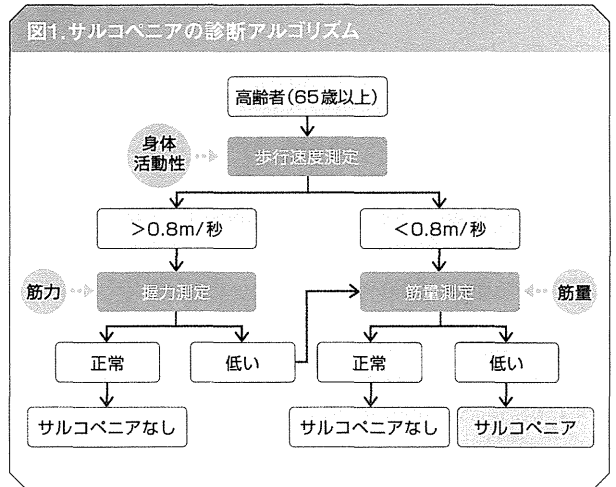 図1.サルコペニアの診断アルゴリズム
高齢者(65歳以上)
身体
活動性
歩行速度測定
>0.8m/秒
<0.8m/秒
筋力
握力測定
筋量測定
筋量
正常
低い
正常
低い
サルコペニアなし
サルコペニアなし
サルコペニア